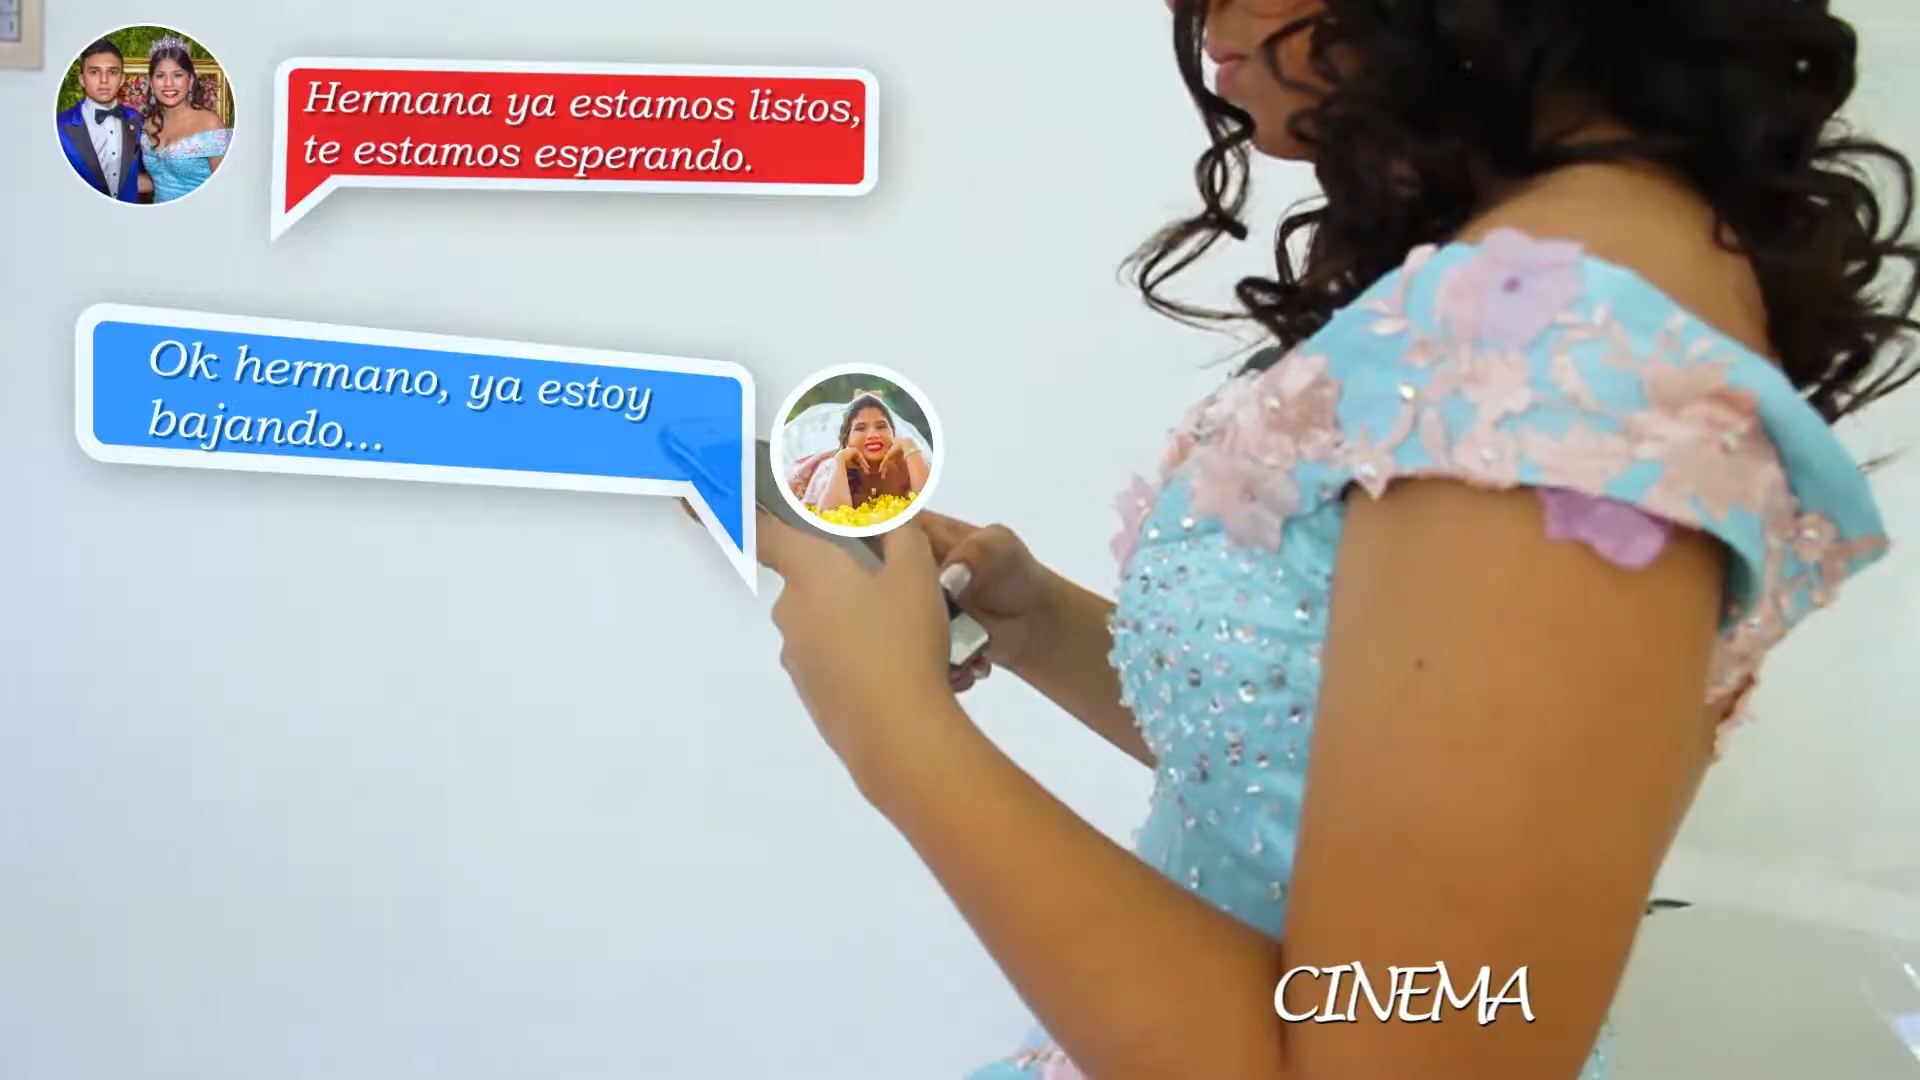 Hermana ya estamos listos,
te estamos esperando.
Ok hermano, ya estoy
bajando...
CINEMA